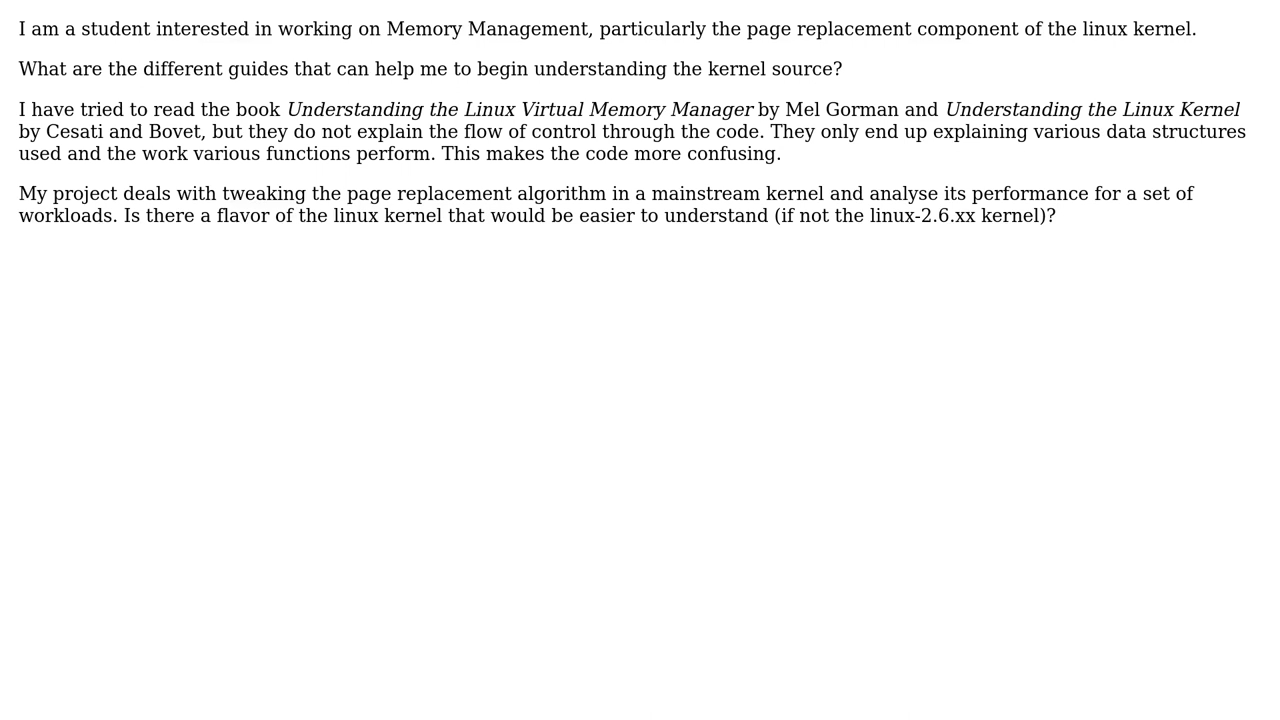 I am a student interested in working on Memory Management, particularly the page replacement component of the linux kernel.
What are the different guides that can help me to begin understanding the kernel source?
I have tried to read the book Understanding the Linux Virtual Memory Manager by Mel Gorman and Understanding the Linux Kernel
by Cesati and Bovet, but they do not explain the flow of control through the code. They only end up explaining various data structures
used and the work various functions perform. This makes the code more confusing.
My project deals with tweaking the page replacement algorithm in a mainstream kernel and analyse its performance for a set of
workloads. Is there a flavor of the linux kernel that would be easier to understand (if not the linux-2.6.xx kernel)?